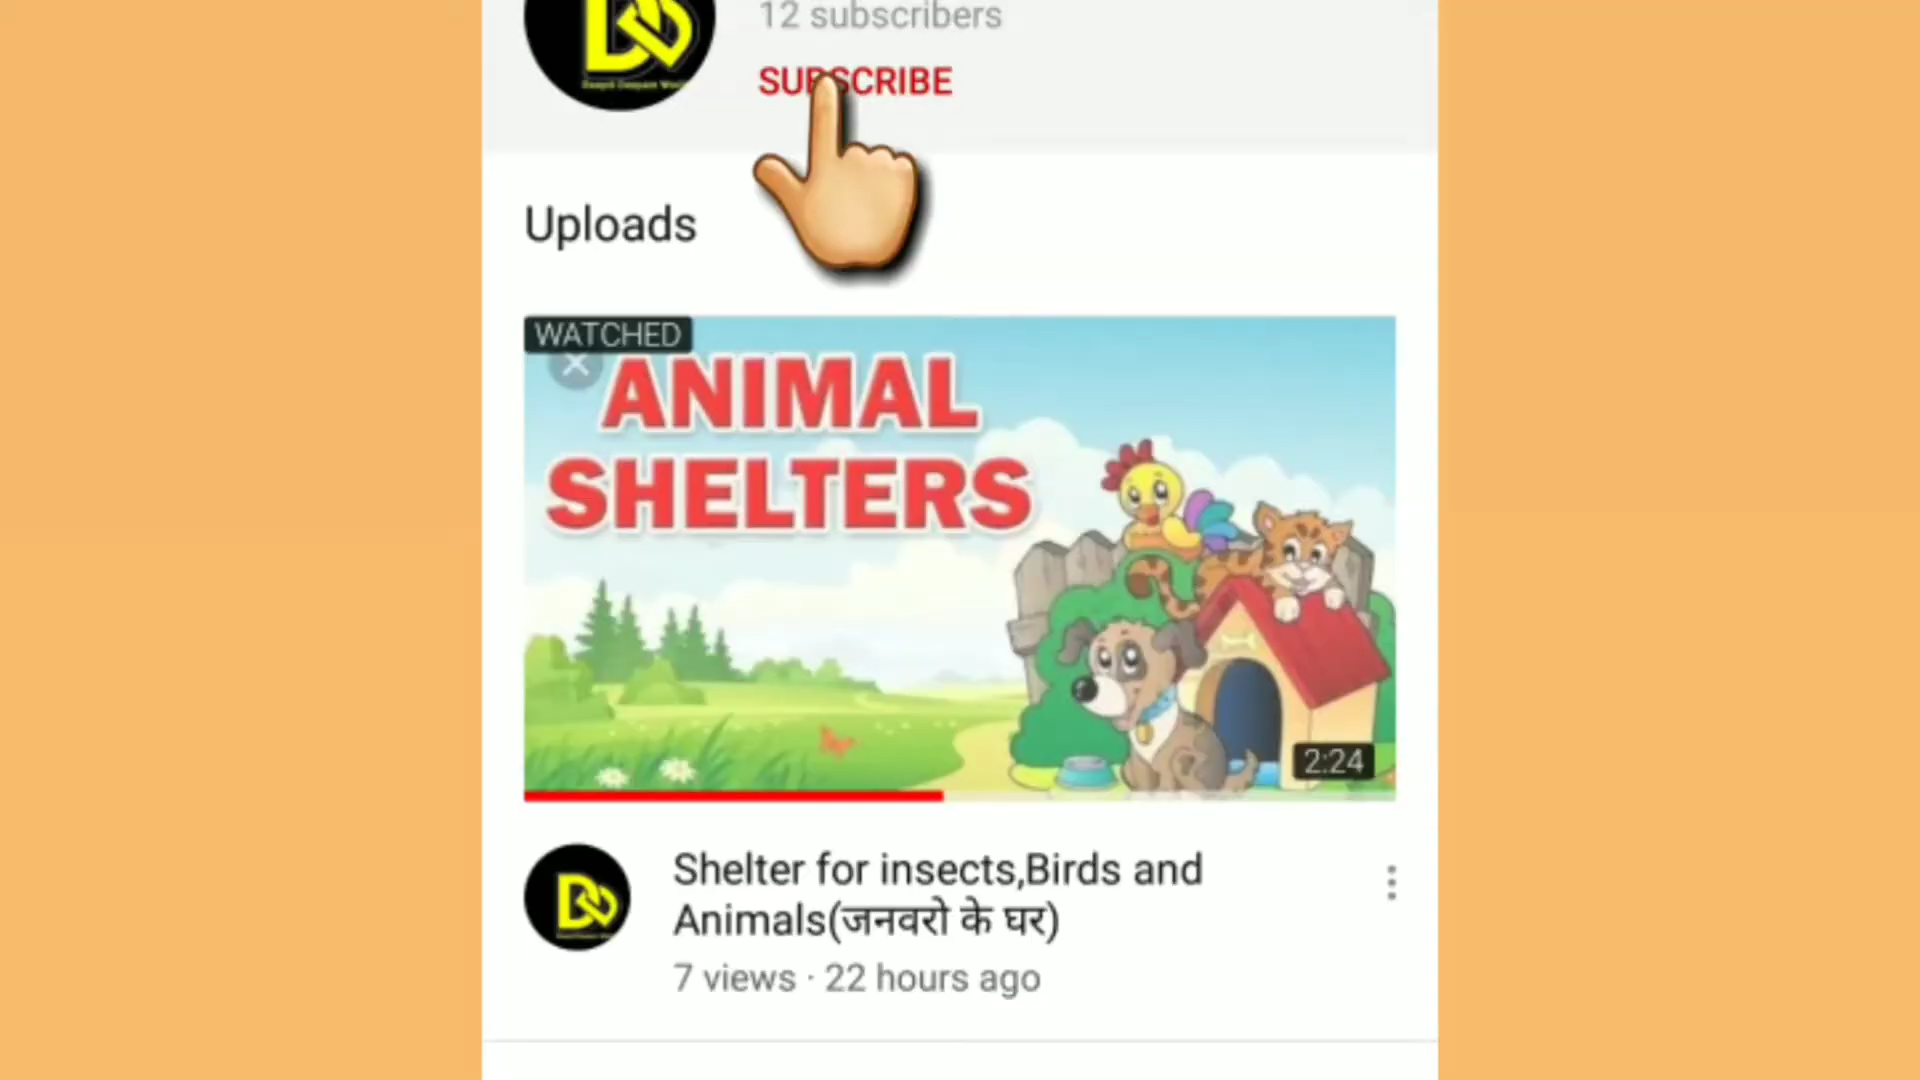 12 subscribers
SUBSCRIBE
Uploads
WATCHED
ANIMAL
SHELTERS
2:24
Shelter for insects,Birds and
Animals(जनवरो के घर)
7 views · 22 hours ago